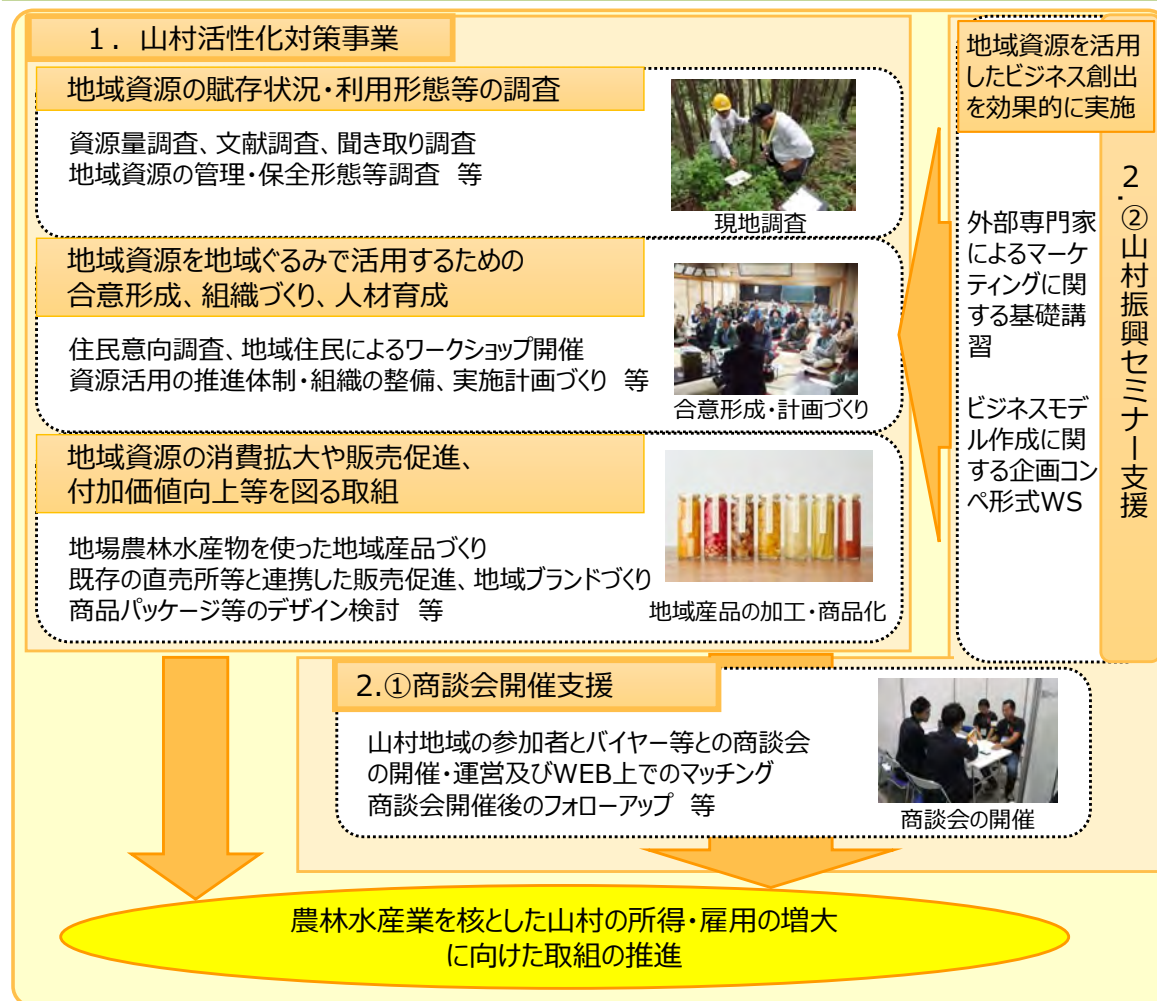 1．山村活性化対策事業
地域資源の賦存状況・利用形態等の調査
資源量調査、文献調査、聞き取り調査
地域資源の管理・保全形態等調査　等
現地調査
地域資源を地域ぐるみで活用するための
合意形成、組織づくり、人材育成
住民意向調査、地域住民によるワークショップ開催
資源活用の推進体制・組織の整備、実施計画づくり　等
合意形成・計画づくり
地域資源の消費拡大や販売促進、
付加価値向上等を図る取組
地場農林水産物を使った地域産品づくり
既存の直売所等と連携した販売促進、地域ブランドづくり
商品パッケージ等のデザイン検討　等
地域産品の加工・商品化
地域資源を活用
したビジネス創出
を効果的に実施
2.②山村振興セミナー支援
外部専門家
によるマーケ
ティングに関
する基礎講
習
ビジネスモデ
ル作成に関
する企画コン
ペ形式WS
2.①商談会開催支援
山村地域の参加者とバイヤー等との商談会
の開催・運営及びWEB上でのマッチング
商談会開催後のフォローアップ　等
商談会の開催
農林水産業を核とした山村の所得・雇用の増大
に向けた取組の推進